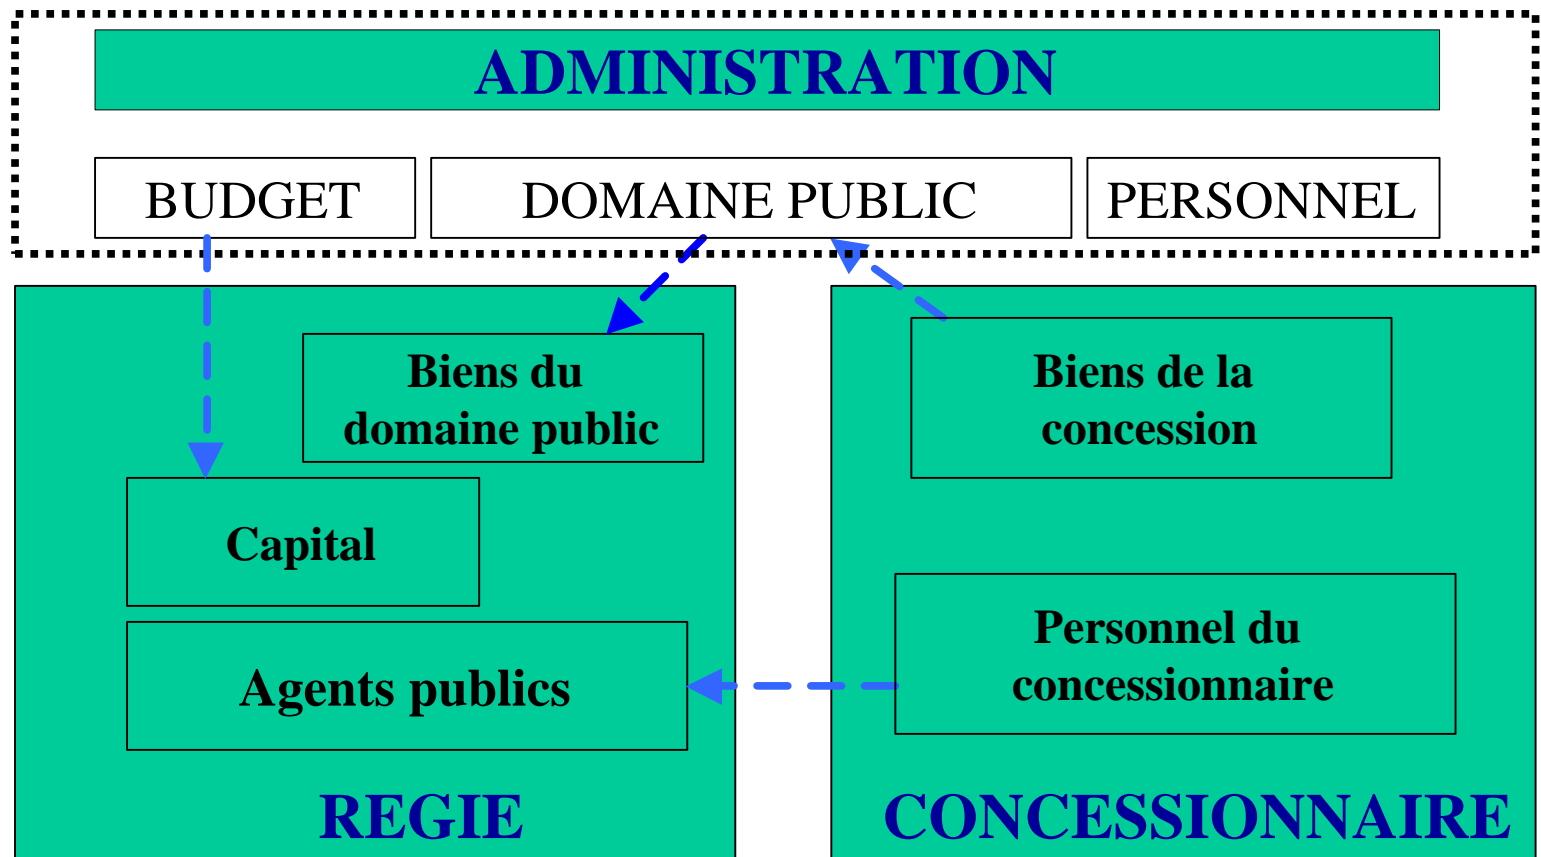 ADMINISTRATION
BUDGET
DOMAINE PUBLIC
PERSONNEL
Biens du
domaine public
Capital
Agents publics
REGIE
Biens de la
concession
Personnel du
concessionnaire
CONCESSIONNAIRE